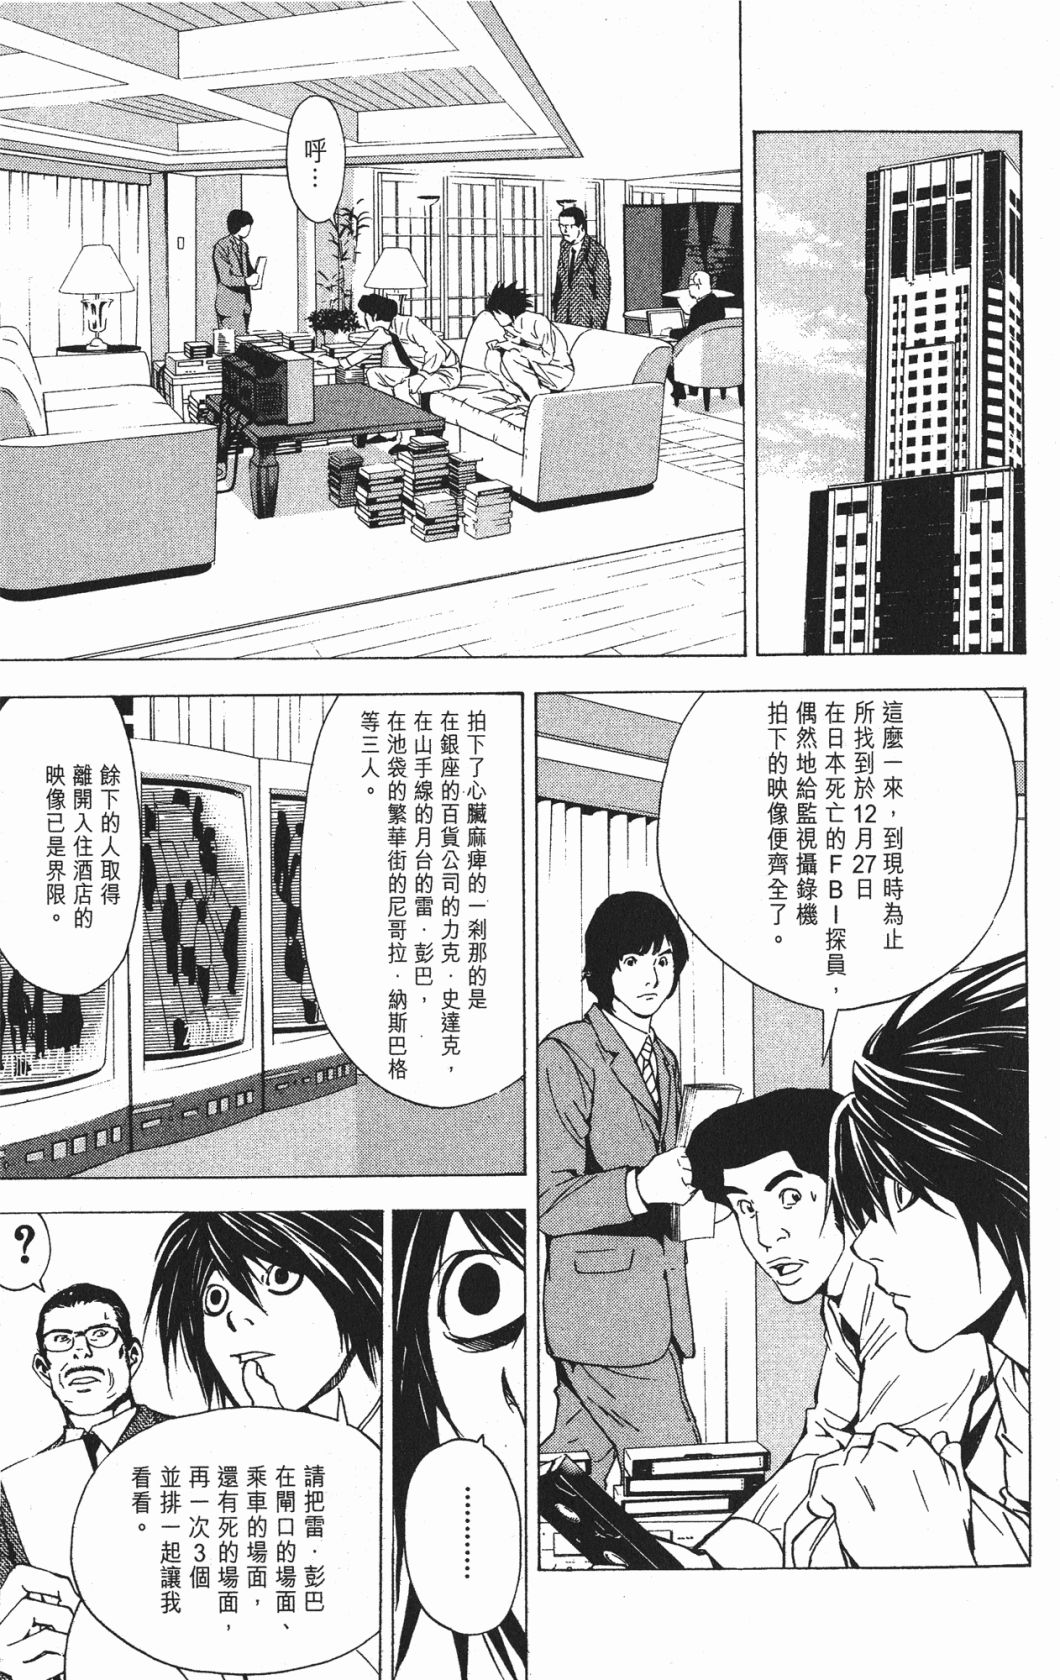 呼…
這麼一來，到現時為止
所找到於12月27日
在日本死亡的FBI探員，
偶然地給監視攝錄機
拍下的映像便齊全了。
拍下了心臟麻痺的一剎那的是
在銀座的百貨公司的力克．史達克，
在山手線的月台的雷．彭巴，
在池袋的繁華街的尼哥拉．納斯巴格
等三人。
餘下的人取得
離開入住酒店的
映像已是界限。
…………
請把雷．彭巴
在閘口的場面、
乘車的場面，
還有死的場面，
再一次3個
並排一起讓我
看看。
？